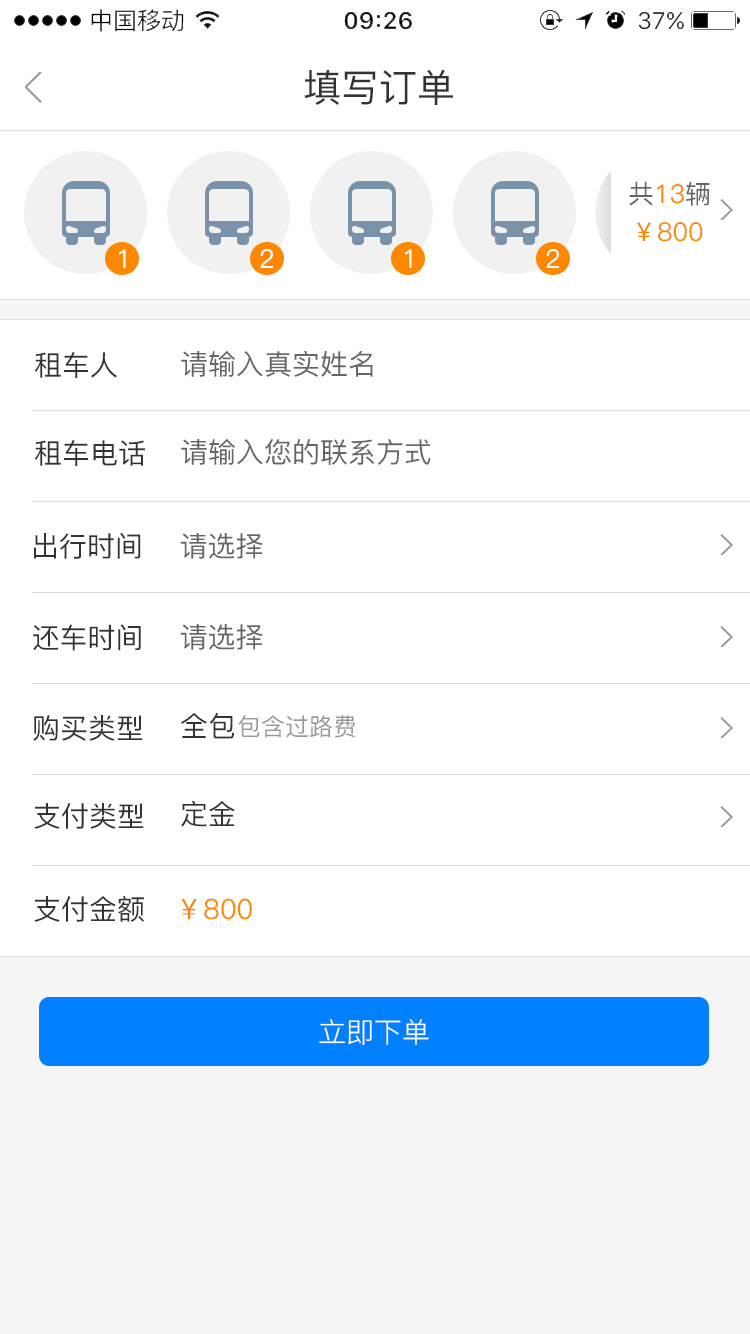 中国移动 09:26 37%
填写订单
1 2 1 2
共13辆
¥800
租车人 请输入真实姓名
租车电话 请输入您的联系方式
出行时间 请选择
还车时间 请选择
购买类型 全包包含过路费
支付类型 定金
支付金额 ¥800
立即下单